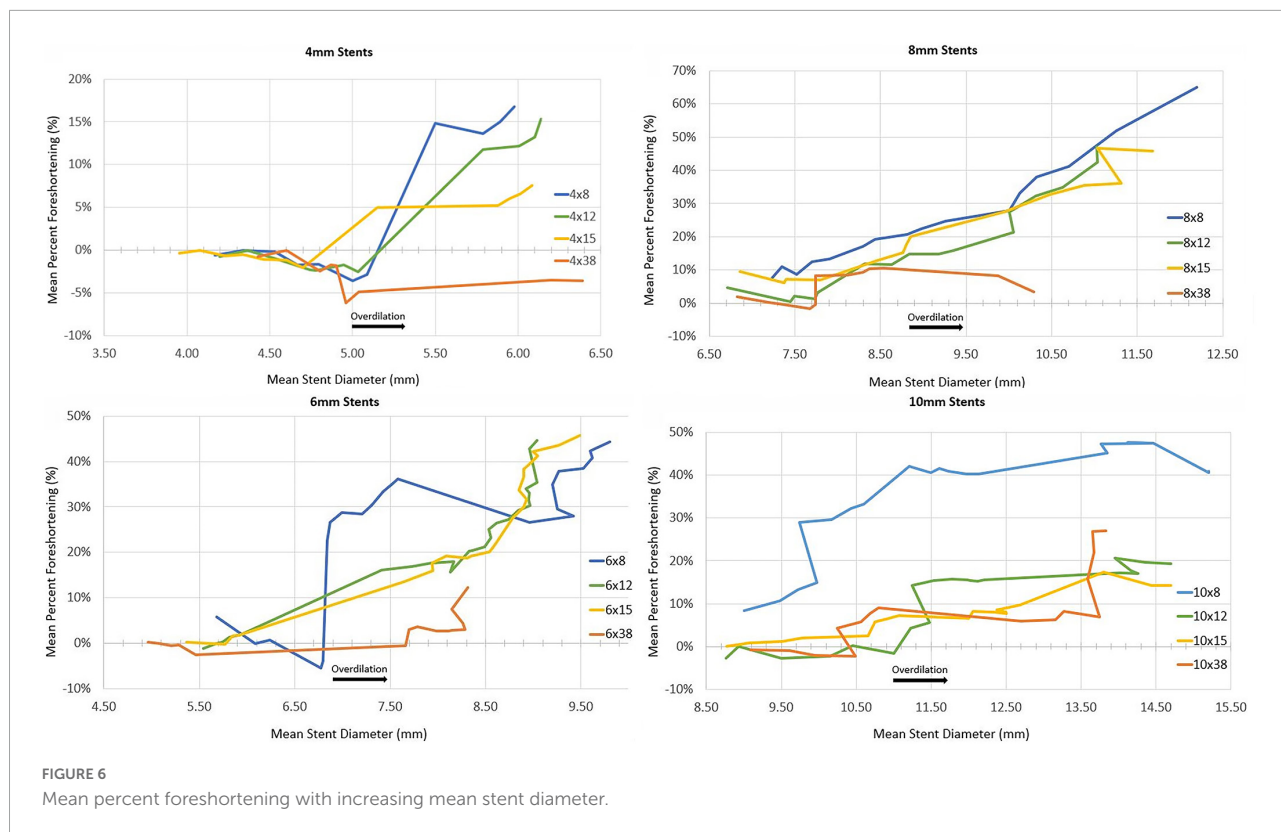 4mm Stents
Mean Percent Foreshortening (%)
20%
15%
10%
5%
0%
-5%
-10%
4x8
4x12
4x15
4x38
Overdilation
3.50 4.00 4.50 5.00 5.50 6.00 6.50
Mean Stent Diameter (mm)
8mm Stents
Mean Percent Foreshortening (%)
70%
60%
50%
40%
30%
20%
10%
0%
-10%
8x8
8x12
8x15
8x38
Overdilation
6.50 7.50 8.50 9.50 10.50 11.50 12.50
Mean Stent Diameter (mm)
6mm Stents
Mean Percent Foreshortening (%)
50%
40%
30%
20%
10%
0%
-10%
6x8
6x12
6x15
6x38
Overdilation
4.50 5.50 6.50 7.50 8.50 9.50
Mean Stent Diameter (mm)
10mm Stents
Mean Percent Foreshortening (%)
50%
40%
30%
20%
10%
0%
-10%
10x8
10x12
10x15
10x38
Overdilation
8.50 9.50 10.50 11.50 12.50 13.50 14.50 15.50
Mean Stent Diameter (mm)
FIGURE 6
Mean percent foreshortening with increasing mean stent diameter.